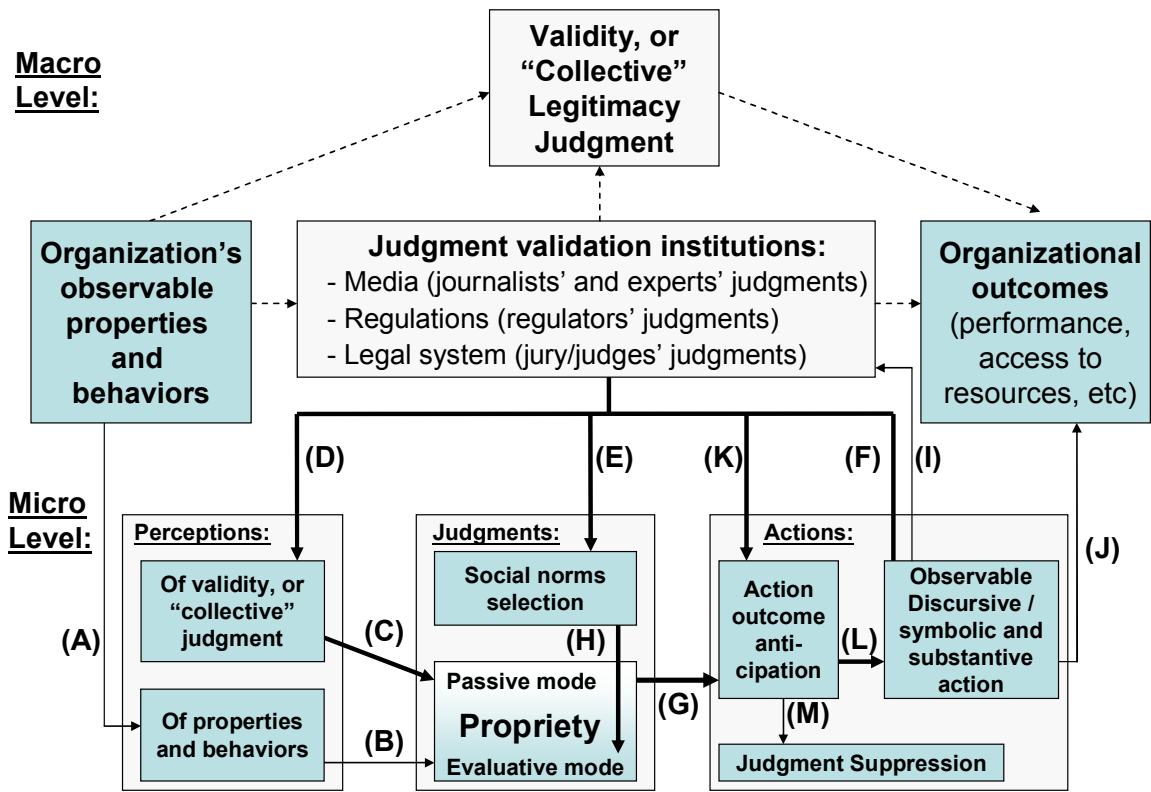 Macro
Level:
Validity, or
“Collective”
Legitimacy
Judgment
Organization’s
observable
properties
and
behaviors
Judgment validation institutions:
- Media (journalists’ and experts’ judgments)
- Regulations (regulators’ judgments)
- Legal system (jury/judges’ judgments)
Organizational
outcomes
(performance,
access to
resources, etc)
(D)
(E)
(K)
(F)
(I)
Micro
Level:
(A)
Perceptions:
Of validity, or
“collective”
judgment
Of properties
and behaviors
(C)
(B)
Judgments:
Social norms
selection
(H)
Passive mode
Propriety
Evaluative mode
(G)
Actions:
Action
outcome
anti-
cipation
(L)
(M)
Observable
Discursive /
symbolic and
substantive
action
Judgment Suppression
(J)